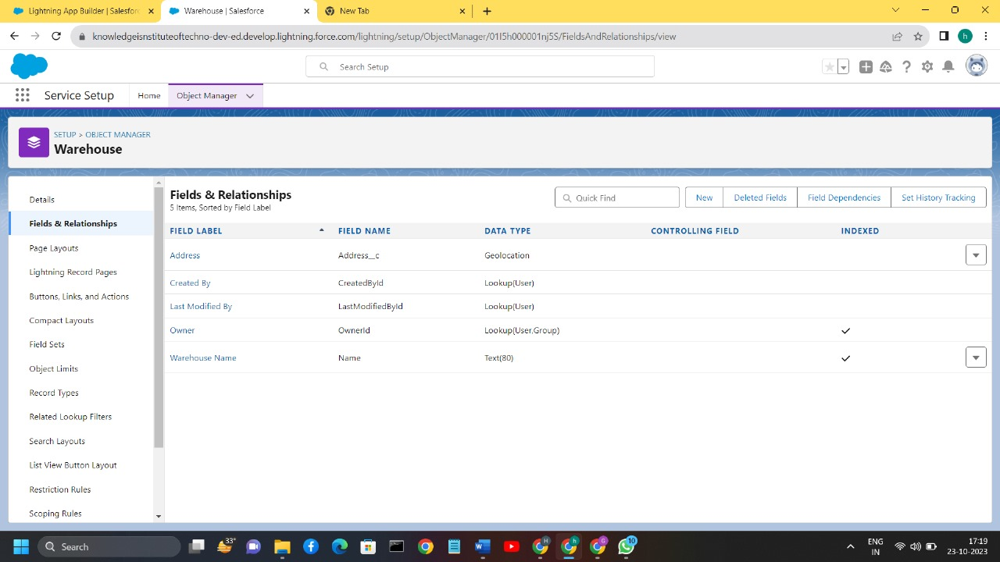 Lightning App Builder | Salesforc
Warehouse | Salesforce
New Tab
knowledgeisnstituteoftechno-dev-ed.develop.lightning.force.com/lightning/setup/ObjectManager/01I5h000001nj5S/FieldsAndRelationships/view
h
Search Setup
Service Setup
Home
Object Manager
SETUP > OBJECT MANAGER
Warehouse
Details
Fields & Relationships
Page Layouts
Lightning Record Pages
Buttons, Links, and Actions
Compact Layouts
Field Sets
Object Limits
Record Types
Related Lookup Filters
Search Layouts
List View Button Layout
Restriction Rules
Scoping Rules
Fields & Relationships
5 Items, Sorted by Field Label
Quick Find
New
Deleted Fields
Field Dependencies
Set History Tracking
FIELD LABEL FIELD NAME DATA TYPE CONTROLLING FIELD INDEXED
Address Address__c Geolocation
Created By CreatedById Lookup(User)
Last Modified By LastModifiedById Lookup(User)
Owner OwnerId Lookup(User,Group)
Warehouse Name Name Text(80)
Search
33°
H
h
G
10
ENG
IN
17:19
23-10-2023